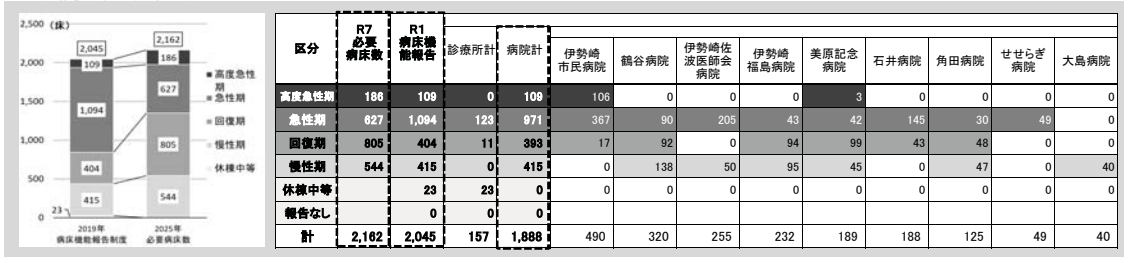 2,500 (床)
2,000
1,500
1,000
500
0
2,045
109
1,094
404
415
23
2,162
186
627
805
544
2019年
病床機能報告制度
2025年
必要病床数
■高度急性期
■急性期
■回復期
■慢性期
休棟中等
区分 R7必要病床数 R1病床機能報告 診療所計 病院計 伊勢崎市民病院 鶴谷病院 伊勢崎佐波医師会病院 伊勢崎福島病院 美原記念病院 石井病院 角田病院 せせらぎ病院 大島病院
高度急性期 186 109 0 109 106 0 0 0 3 0 0 0 0
急性期 627 1,094 123 971 367 90 205 43 42 145 30 49 0
回復期 805 404 11 393 17 92 0 94 99 43 48 0 0
慢性期 544 415 0 415 0 138 50 95 45 0 47 0 40
休棟中等 23 23 0 0 0 0 0 0 0 0 0 0
報告なし 0 0 0
計 2,162 2,045 157 1,888 490 320 255 232 189 188 125 49 40